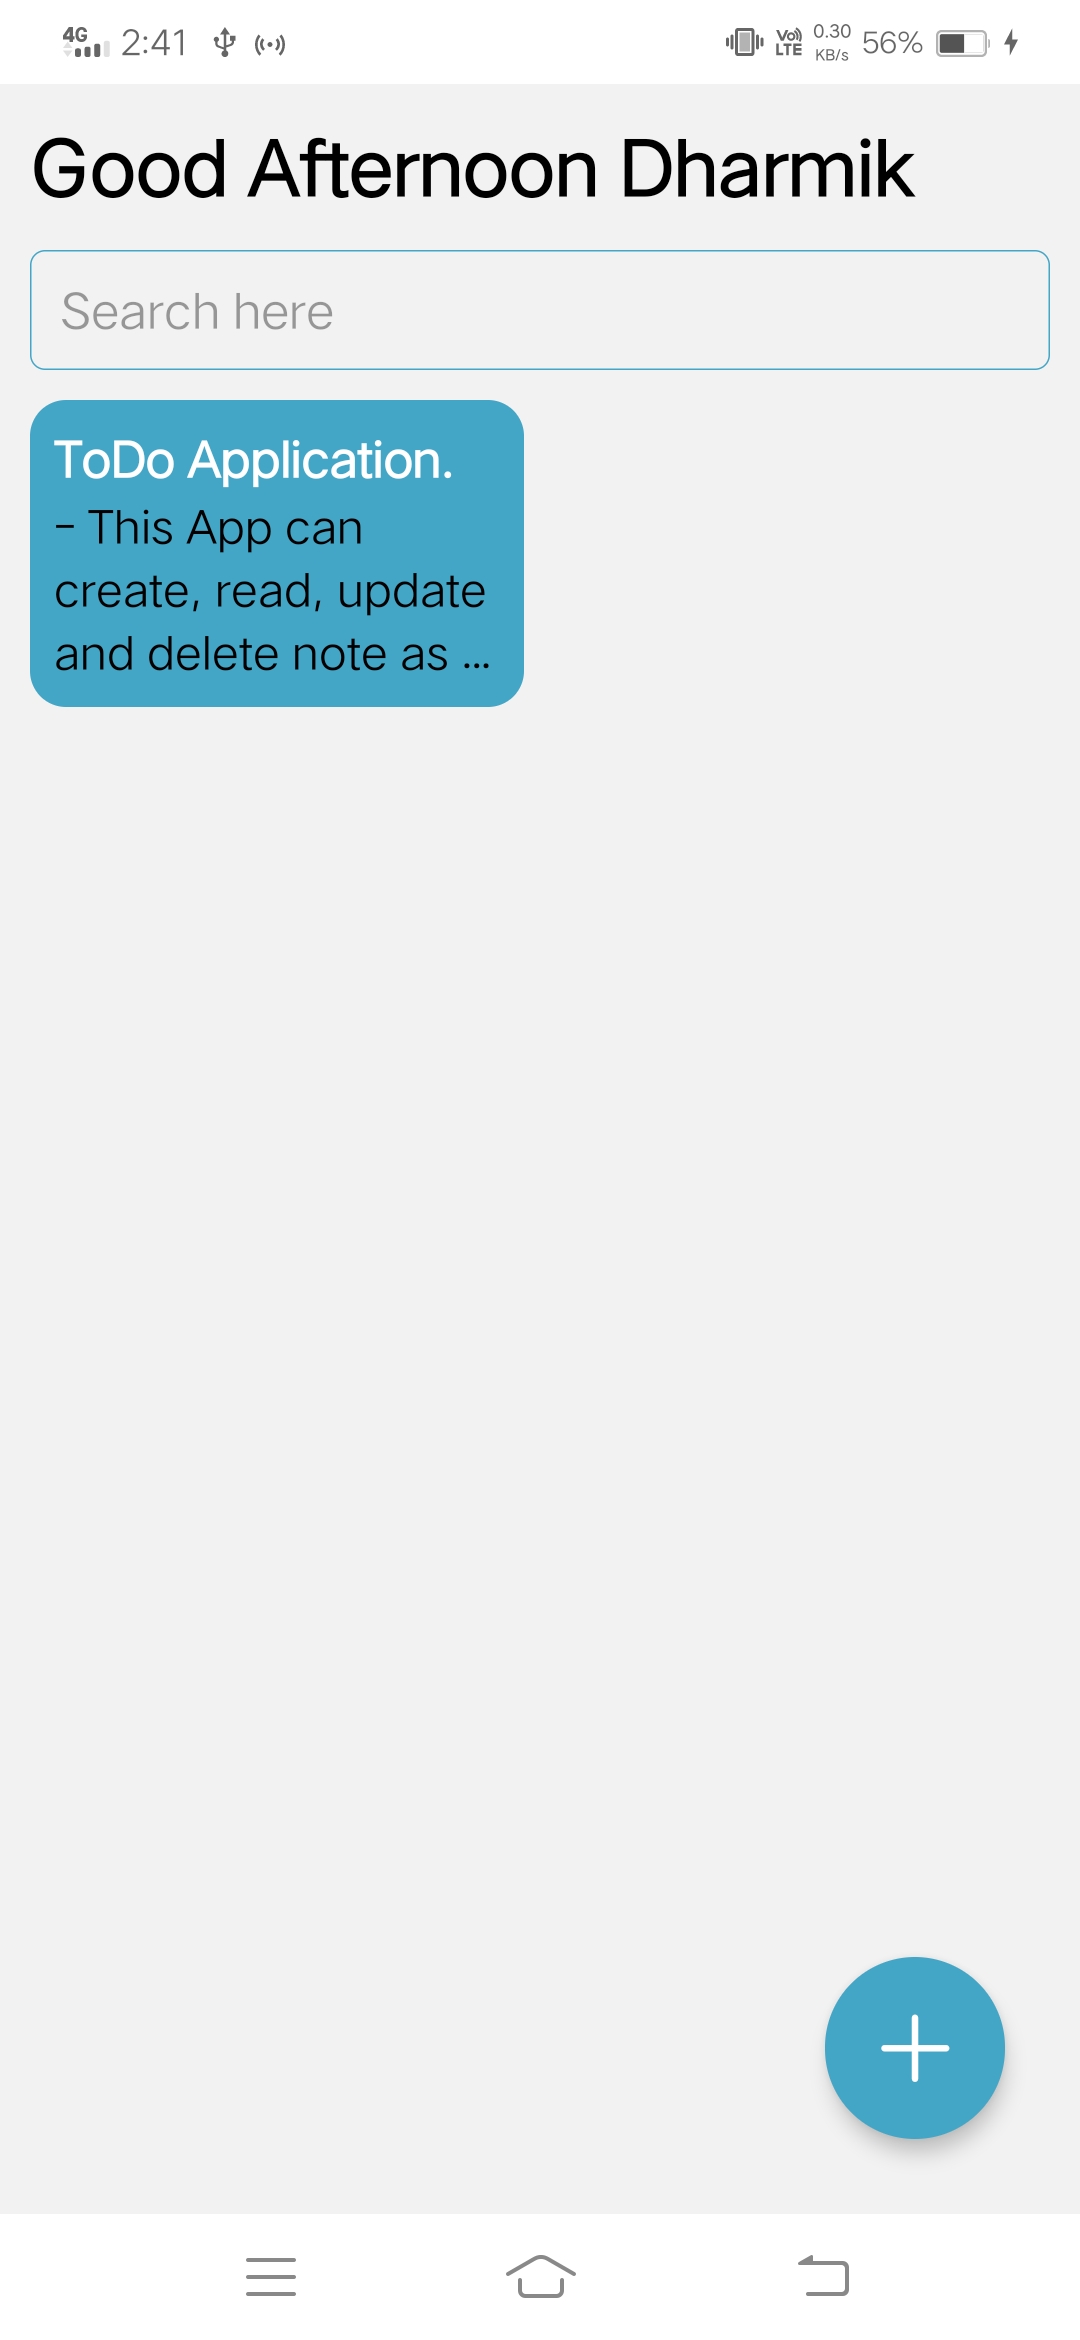 4G 2:41 Vo) LTE 0.30 KB/s 56%
Good Afternoon Dharmik
Search here
ToDo Application.
- This App can
create, read, update
and delete note as ...